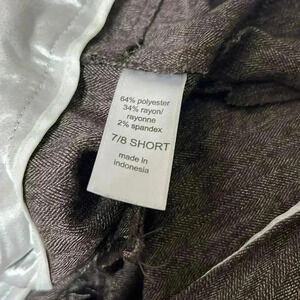 64% polyester
34% rayon/
rayonne
2% spandex
7/8 SHORT
made in
indonesia